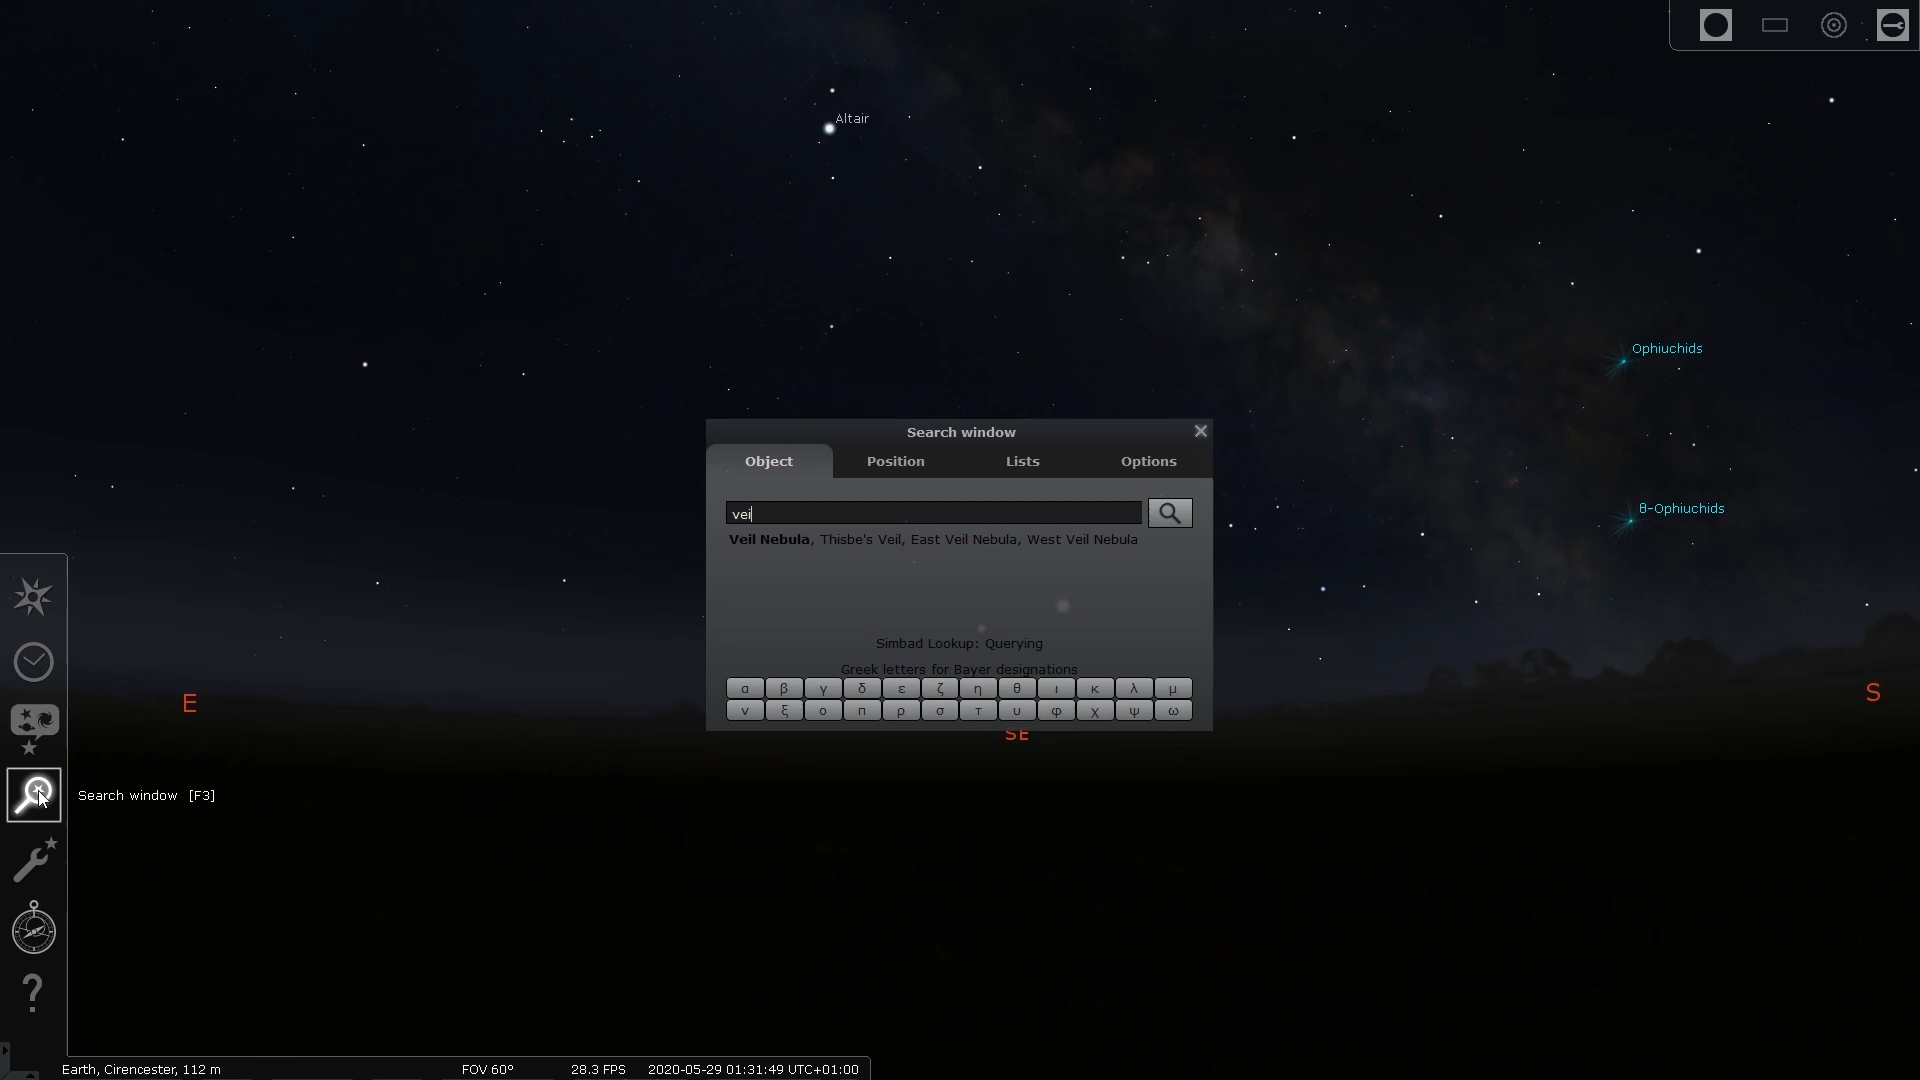 Altair
Ophiuchids
Search window
Object Position Lists Options
vei
θ-Ophiuchids
Veil Nebula, Thisbe's Veil, East Veil Nebula, West Veil Nebula
Simbad Lookup: Querying
Greek letters for Bayer designations
α β γ δ ε ζ η θ ι κ λ μ
ν ξ ο π ρ σ τ υ φ χ ψ ω
E
S
SE
Search window [F3]
Earth, Cirencester, 112 m FOV 60° 28.3 FPS 2020-05-29 01:31:49 UTC+01:00